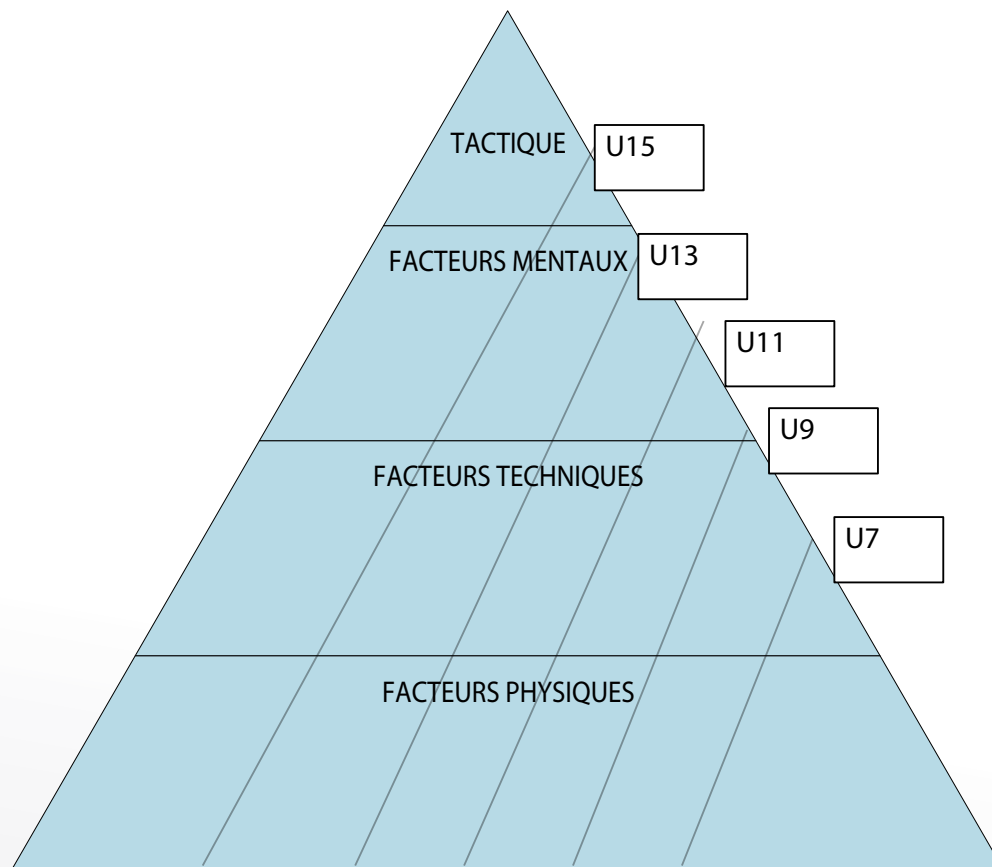 TACTIQUE
U15
FACTEURS MENTAUX
U13
U11
U9
FACTEURS TECHNIQUES
U7
FACTEURS PHYSIQUES